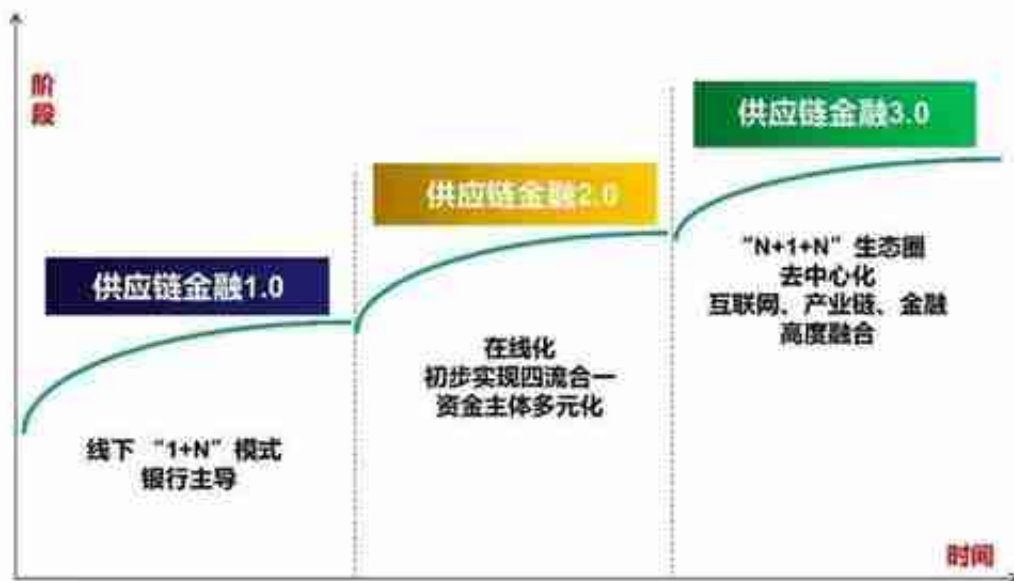 阶
段
供应链金融3.0
供应链金融2.0
供应链金融1.0
“N+1+N”生态圈
去中心化
互联网、产业链、金融
高度融合
在线化
初步实现四流合一
资金主体多元化
线下 “1+N”模式
银行主导
时间